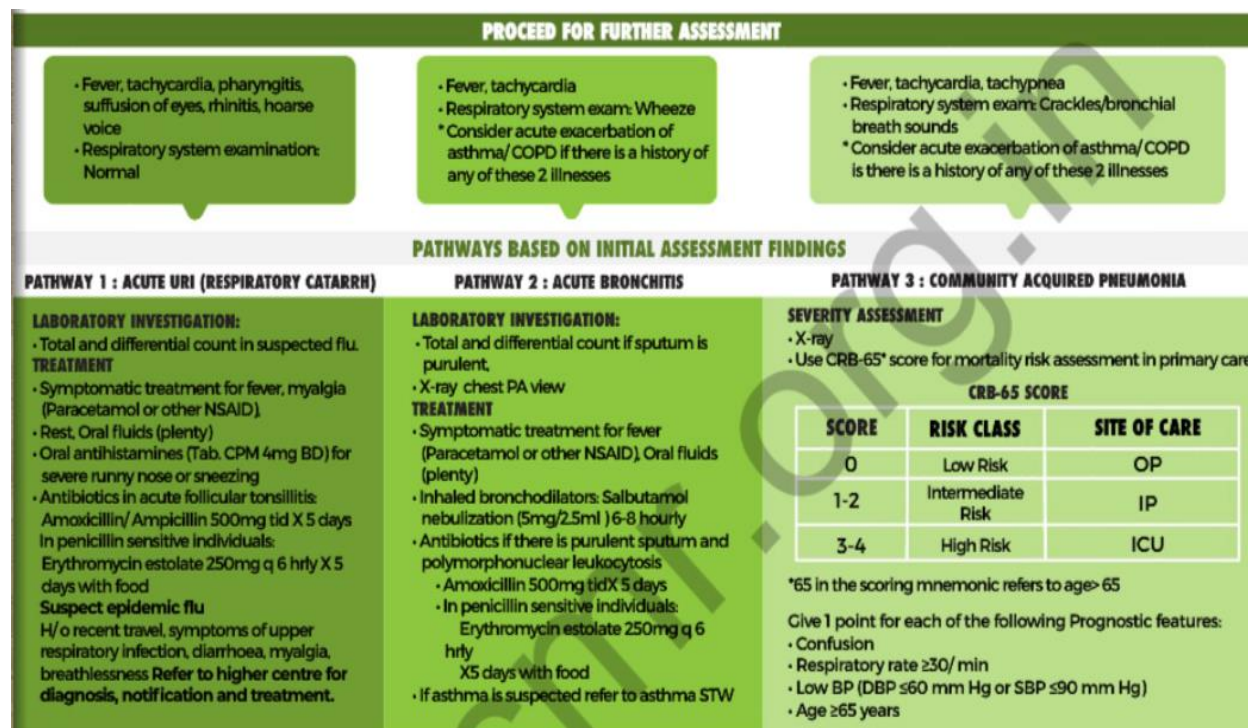 PROCEED FOR FURTHER ASSESSMENT
• Fever, tachycardia, pharyngitis,
suffusion of eyes, rhinitis, hoarse
voice
• Respiratory system examination:
Normal
• Fever, tachycardia
• Respiratory system exam: Wheeze
*Consider acute exacerbation of
asthma/ COPD if there is a history of
any of these 2 illnesses
• Fever, tachycardia, tachypnea
• Respiratory system exam: Crackles/bronchial
breath sounds
*Consider acute exacerbation of asthma/ COPD
is there is a history of any of these 2 illnesses
PATHWAYS BASED ON INITIAL ASSESSMENT FINDINGS
PATHWAY 1 : ACUTE URI (RESPIRATORY CATARRH)
LABORATORY INVESTIGATION:
• Total and differential count in suspected flu.
TREATMENT
• Symptomatic treatment for fever, myalgia
(Paracetamol or other NSAID),
• Rest, Oral fluids (plenty)
• Oral antihistamines (Tab. CPM 4mg BD) for
severe runny nose or sneezing
• Antibiotics in acute follicular tonsillitis:
Amoxicillin/ Ampicillin 500mg tid X 5 days
In penicillin sensitive individuals:
Erythromycin estolate 250mg q 6 hrly X 5
days with food
Suspect epidemic flu
H/o recent travel, symptoms of upper
respiratory infection, diarrhoea, myalgia,
breathlessness Refer to higher centre for
diagnosis, notification and treatment.
PATHWAY 2 : ACUTE BRONCHITIS
LABORATORY INVESTIGATION:
• Total and differential count if sputum is
purulent,
• X-ray chest PA view
TREATMENT
• Symptomatic treatment for fever
(Paracetamol or other NSAID), Oral fluids
(plenty)
• Inhaled bronchodilators: Salbutamol
nebulization (5mg/2.5ml ) 6-8 hourly
• Antibiotics if there is purulent sputum and
polymorphonuclear leukocytosis
• Amoxicillin 500mg tidX 5 days
• In penicillin sensitive individuals:
Erythromycin estolate 250mg q 6
hrly
X5 days with food
• If asthma is suspected refer to asthma STW
PATHWAY 3 : COMMUNITY ACQUIRED PNEUMONIA
SEVERITY ASSESSMENT
• X-ray
• Use CRB-65* score for mortality risk assessment in primary care
CRB-65 SCORE
SCORE RISK CLASS SITE OF CARE
0 Low Risk OP
1-2 Intermediate Risk IP
3-4 High Risk ICU
*65 in the scoring mnemonic refers to age> 65
Give 1 point for each of the following Prognostic features:
• Confusion
• Respiratory rate ≥30/ min
• Low BP (DBP ≤60 mm Hg or SBP ≤90 mm Hg)
• Age ≥65 years
cmr.org.in